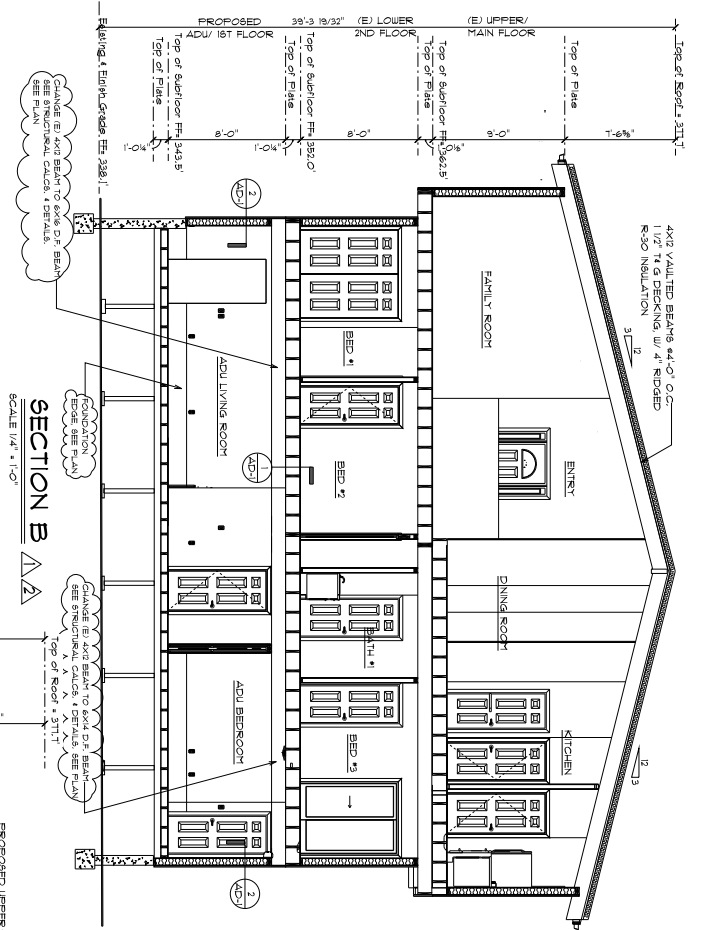 PROPOSED
ADU/ 1ST FLOOR
39'-3 19/32"
(E) LOWER
2ND FLOOR
(E) UPPER/
MAIN FLOOR
Existing & Finish Grade, FF= 338.1'
Top of Plate
Top of Subfloor FF= 343.5'
Top of Plate
Top of Subfloor FF= 352.0'
Top of Plate
Top of Subfloor FF= 362.5'
Top of Plate
Top of Roof = 377.7'
1'-0¼"
8'-0"
1'-0¼"
8'-0"
9'-0"
4X12 VAULTED BEAMS @4'-0" O.C.
1 1/2" T& G DECKING, W/ 4" RIDGED
R-30 INSULATION
12
3
12
3
FAMILY ROOM
ENTRY
DINING ROOM
KITCHEN
BED #1
BED #2
BATH #1
BED #3
ADU LIVING ROOM
ADU BEDROOM
2
AD-1
1
AD-1
2
AD-1
CHANGE (E) 4X12 BEAM TO 6X16 D.F. BEAM
SEE STRUCTURAL CALCS. & DETAILS.
SEE PLAN
FOUNDATION
EDGE, SEE PLAN
CHANGE (E) 4X12 BEAM TO 6X14 D.F. BEAM
SEE STRUCTURAL CALCS. & DETAILS. SEE PLAN
SECTION B
1
2
SCALE 1/4" = 1'-0"
Top of Roof = 377.7'
PROPOSED UPPER